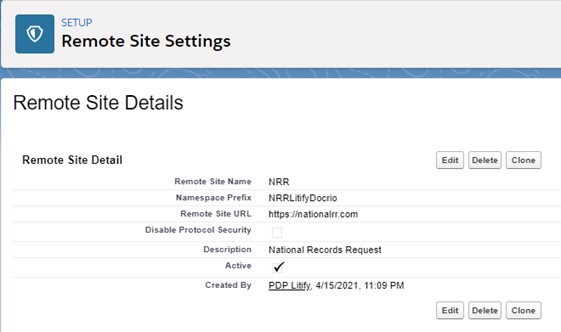 SETUP
Remote Site Settings
Remote Site Details
Remote Site Detail Edit Delete Clone
Remote Site Name NRR
Namespace Prefix NRRLitifyDocrio
Remote Site URL https://nationalrr.com
Disable Protocol Security
Description National Records Request
Active
Created By PDP Litify, 4/15/2021, 11:09 PM
Edit Delete Clone